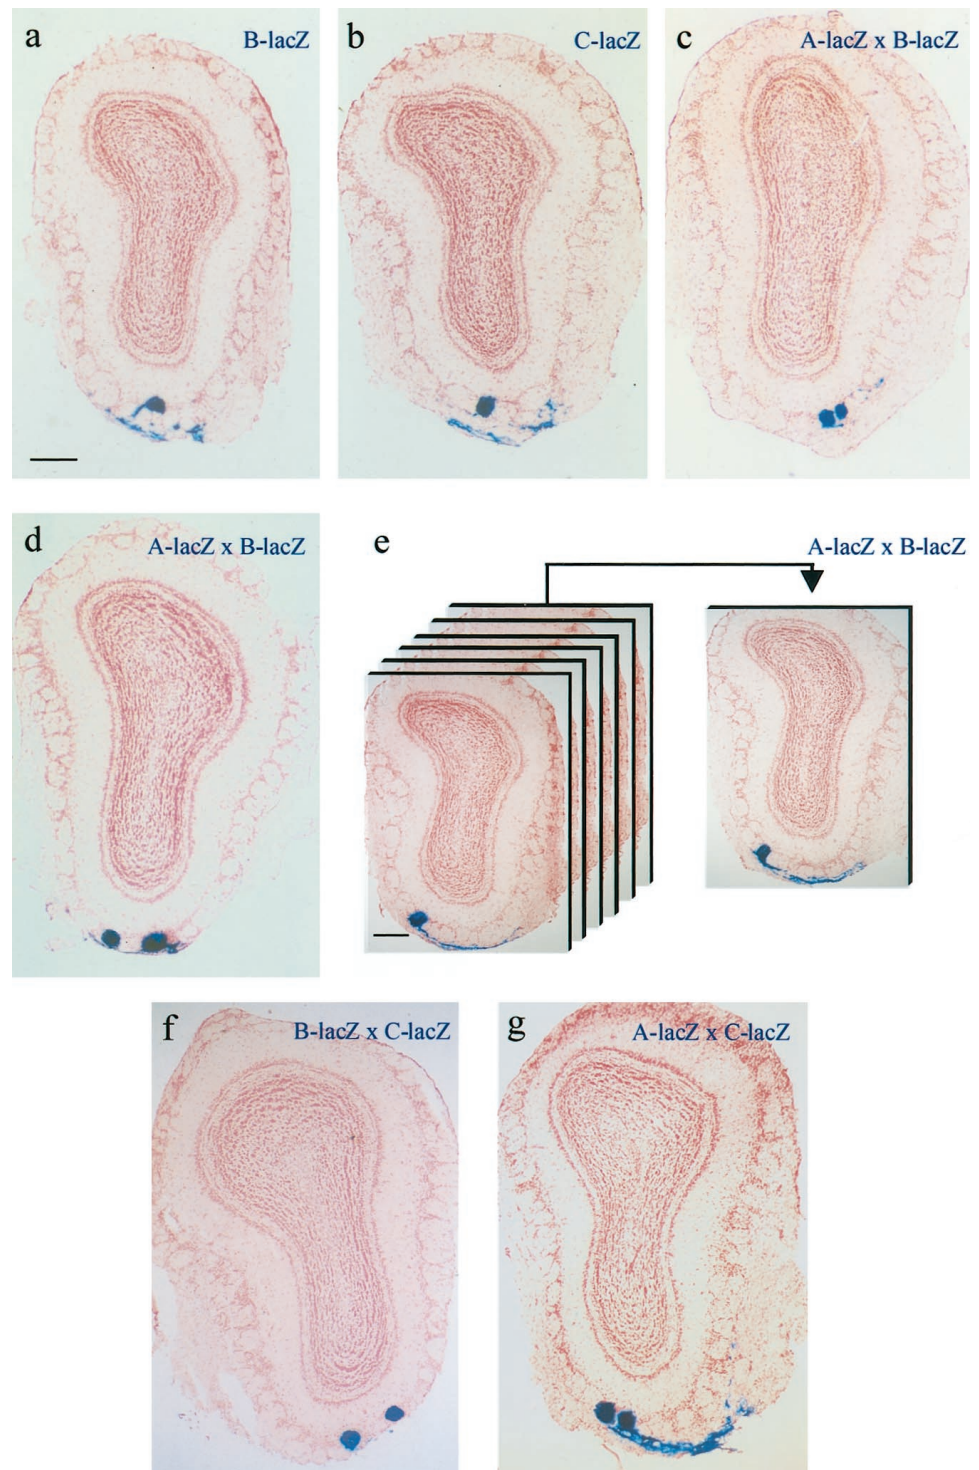 a
B-lacZ
b
C-lacZ
c
A-lacZ x B-lacZ
d
A-lacZ x B-lacZ
e
A-lacZ x B-lacZ
f
B-lacZ x C-lacZ
g
A-lacZ x C-lacZ